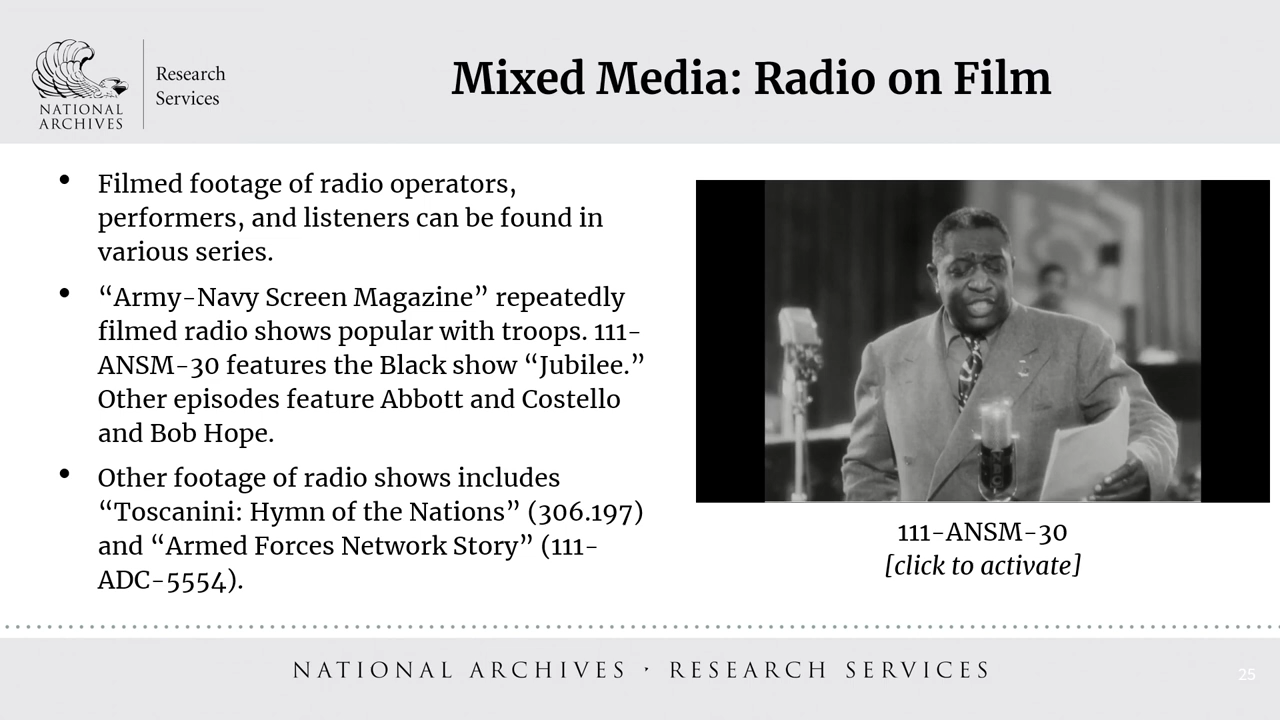 NATIONAL
ARCHIVES
Research
Services
Mixed Media: Radio on Film
• Filmed footage of radio operators,
performers, and listeners can be found in
various series.
• “Army-Navy Screen Magazine” repeatedly
filmed radio shows popular with troops. 111-
ANSM-30 features the Black show “Jubilee.”
Other episodes feature Abbott and Costello
and Bob Hope.
• Other footage of radio shows includes
“Toscanini: Hymn of the Nations” (306.197)
and “Armed Forces Network Story” (111-
ADC-5554).
111-ANSM-30
[click to activate]
NATIONAL ARCHIVES · RESEARCH SERVICES
25